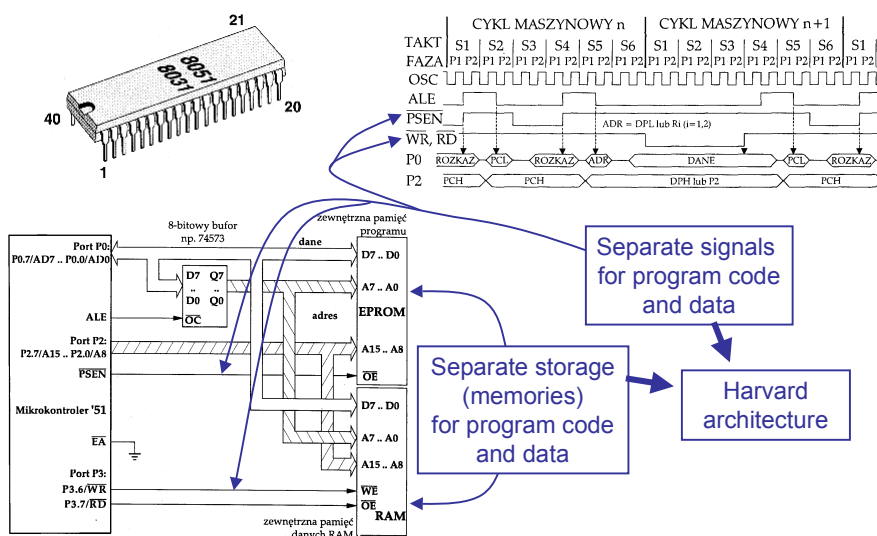 21
8051
8031
40
20
1
CYKL MASZYNOWY n CYKL MASZYNOWY n+1
TAKT S1 S2 S3 S4 S5 S6 S1 S2 S3 S4 S5 S6 S1
FAZA P1 P2 P1 P2 P1 P2 P1 P2 P1 P2 P1 P2 P1 P2 P1 P2 P1 P2 P1 P2 P1 P2 P1 P2 P1 P2
OSC
ALE
PSEN ADR = DPL lub Ri (i=1,2)
WR, RD
P0 ROZKAZ PCL ROZKAZ ADR DANE PCL ROZKAZ
P2 PCH PCH DPH lub P2 PCH
8-bitowy bufor
np. 74573
zewnętrzna pamięć
programu
Port P0:
P0.7/AD7 .. P0.0/AD0
dane
D7 .. D0
D7 Q7
.. ..
D0 Q0
OC
A7 .. A0
adres
EPROM
ALE
Port P2:
P2.7/A15 .. P2.0/A8
A15 .. A8
PSEN
OE
Mikrokontroler '51
D7 .. D0
A7 .. A0
EA
A15 .. A8
Port P3:
P3.6/WR
WE
P3.7/RD
OE
RAM
zewnętrzna pamięć
danych RAM
Separate signals
for program code
and data
Separate storage
(memories)
for program code
and data
Harvard
architecture